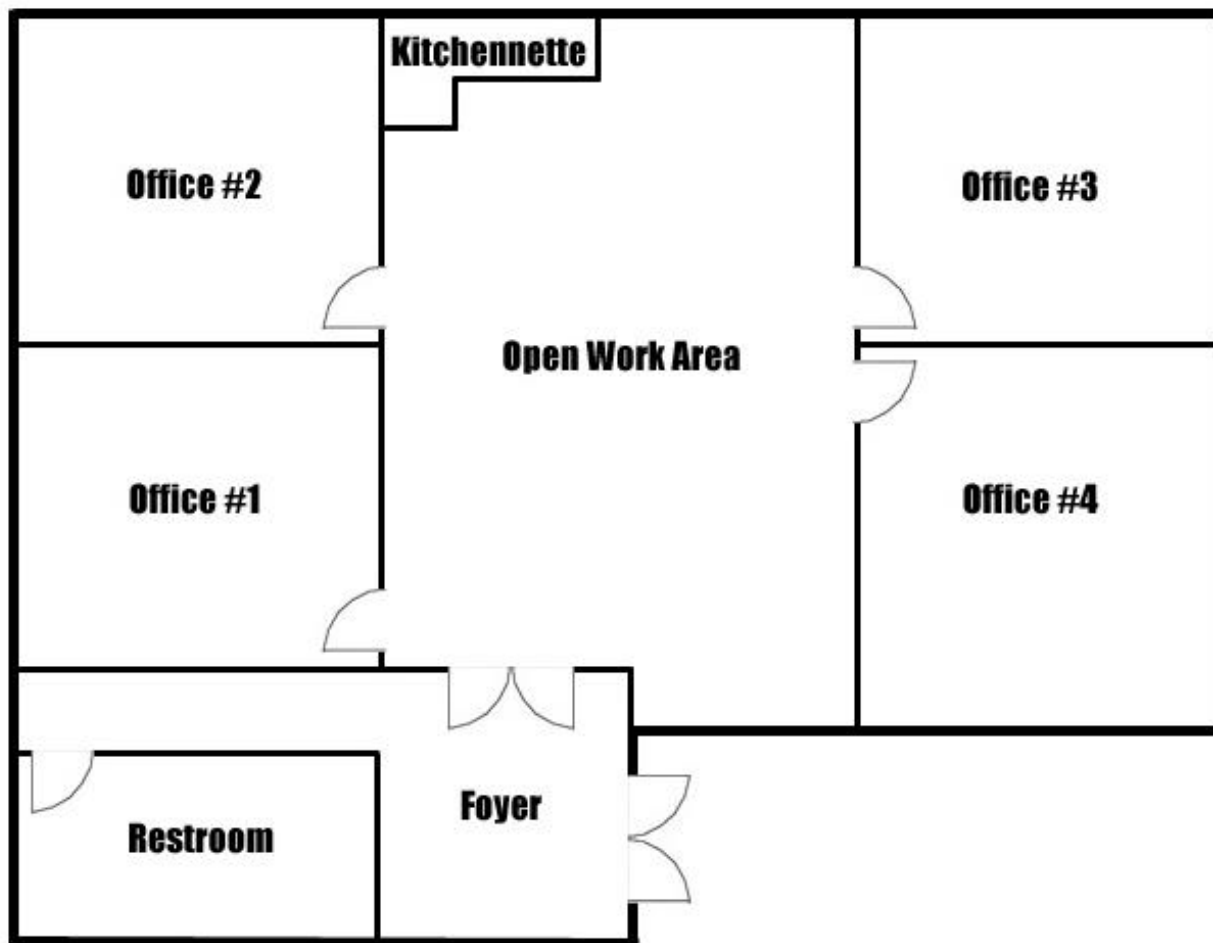 Kitchennette
Office #2
Office #3
Open Work Area
Office #1
Office #4
Foyer
Restroom